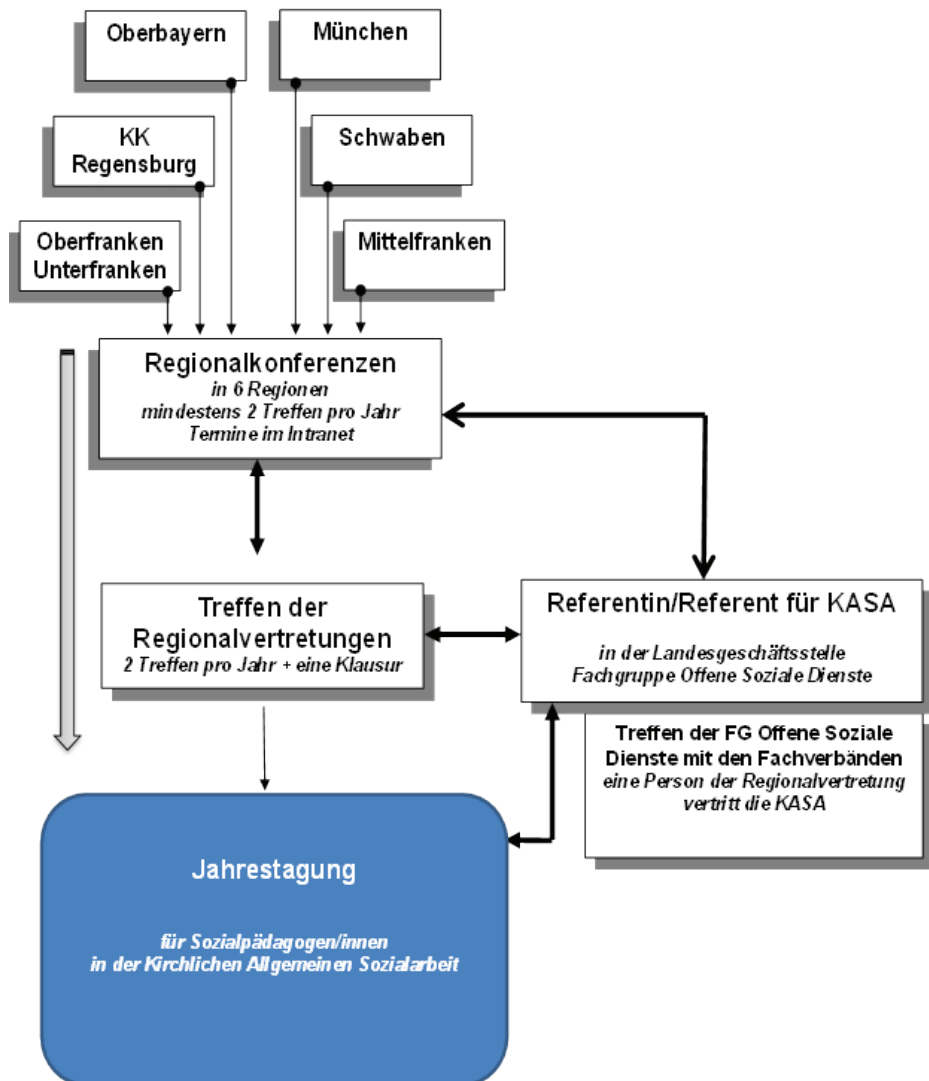 Oberbayern
München
KK
Regensburg
Schwaben
Oberfranken
Unterfranken
Mittelfranken
Regionalkonferenzen
in 6 Regionen
mindestens 2 Treffen pro Jahr
Termine im Intranet
Treffen der
Regionalvertretungen
2 Treffen pro Jahr + eine Klausur
Referentin/Referent für KASA
in der Landesgeschäftsstelle
Fachgruppe Offene Soziale Dienste
Treffen der FG Offene Soziale
Dienste mit den Fachverbänden
eine Person der Regionalvertretung
vertritt die KASA
Jahrestagung
für Sozialpädagogen/innen
in der Kirchlichen Allgemeinen Sozialarbeit